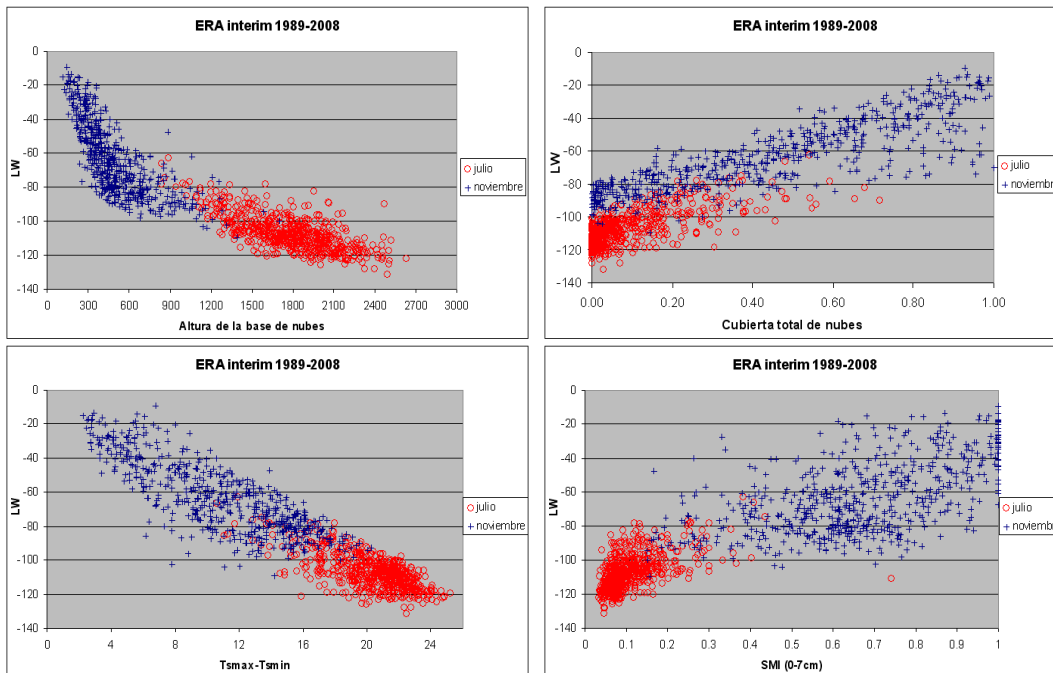 ERA interim 1989-2008
0
-20
-40
-60
-80
-100
-120
-140
LW
0 300 600 900 1200 1500 1800 2100 2400 2700 3000
Altura de la base de nubes
julio
noviembre
ERA interim 1989-2008
0
-20
-40
-60
-80
-100
-120
-140
LW
0.00 0.20 0.40 0.60 0.80 1.00
Cubierta total de nubes
julio
noviembre
ERA interim 1989-2008
0
-20
-40
-60
-80
-100
-120
-140
LW
0 4 8 12 16 20 24
Tsmax-Tsmin
julio
noviembre
ERA interim 1989-2008
0
-20
-40
-60
-80
-100
-120
-140
LW
0 0.1 0.2 0.3 0.4 0.5 0.6 0.7 0.8 0.9 1
SMI (0-7cm)
julio
noviembre